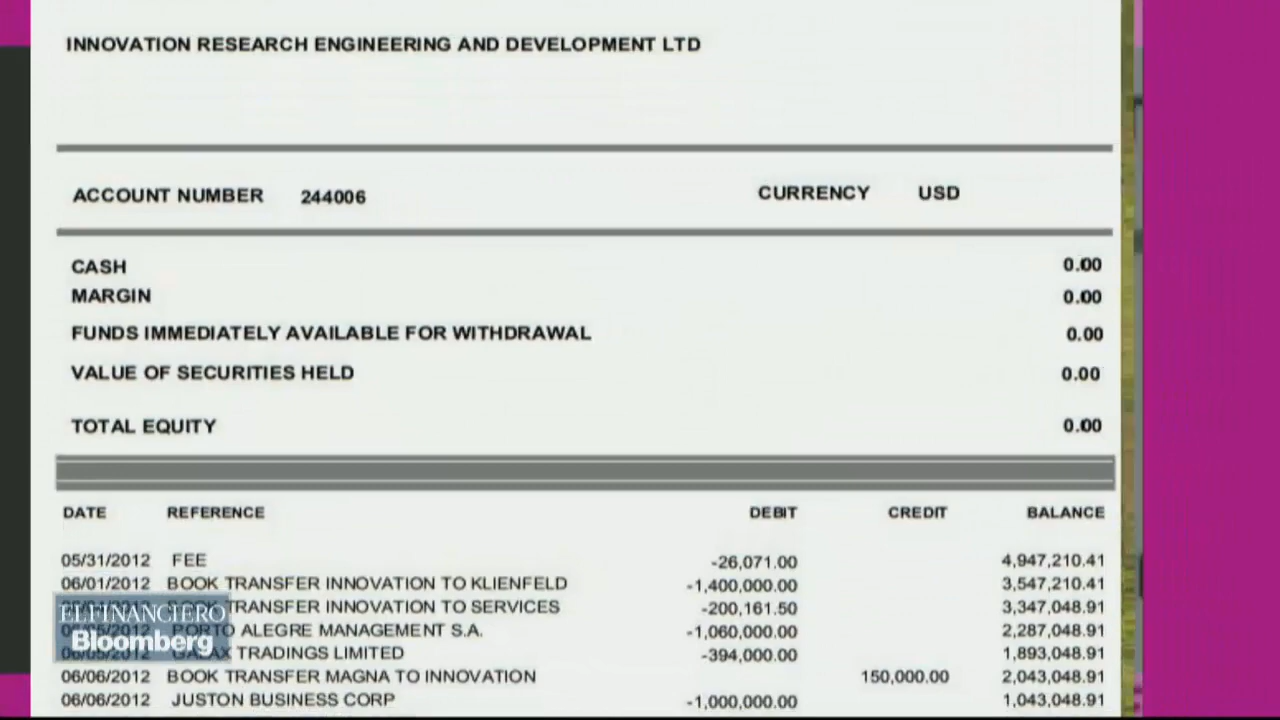 INNOVATION RESEARCH ENGINEERING AND DEVELOPMENT LTD
ACCOUNT NUMBER 244006 CURRENCY USD
CASH 0.00
MARGIN 0.00
FUNDS IMMEDIATELY AVAILABLE FOR WITHDRAWAL 0.00
VALUE OF SECURITIES HELD 0.00
TOTAL EQUITY 0.00
DATE REFERENCE DEBIT CREDIT BALANCE
05/31/2012 FEE -26,071.00 4,947,210.41
06/01/2012 BOOK TRANSFER INNOVATION TO KLIENFELD -1,400,000.00 3,547,210.41
TRANSFER INNOVATION TO SERVICES -200,161.50 3,347,048.91
PORTO ALEGRE MANAGEMENT S.A. -1,060,000.00 2,287,048.91
TRADINGS LIMITED -394,000.00 1,893,048.91
06/06/2012 BOOK TRANSFER MAGNA TO INNOVATION 150,000.00 2,043,048.91
06/06/2012 JUSTON BUSINESS CORP -1,000,000.00 1,043,048.91
EL FINANCIERO
Bloomberg